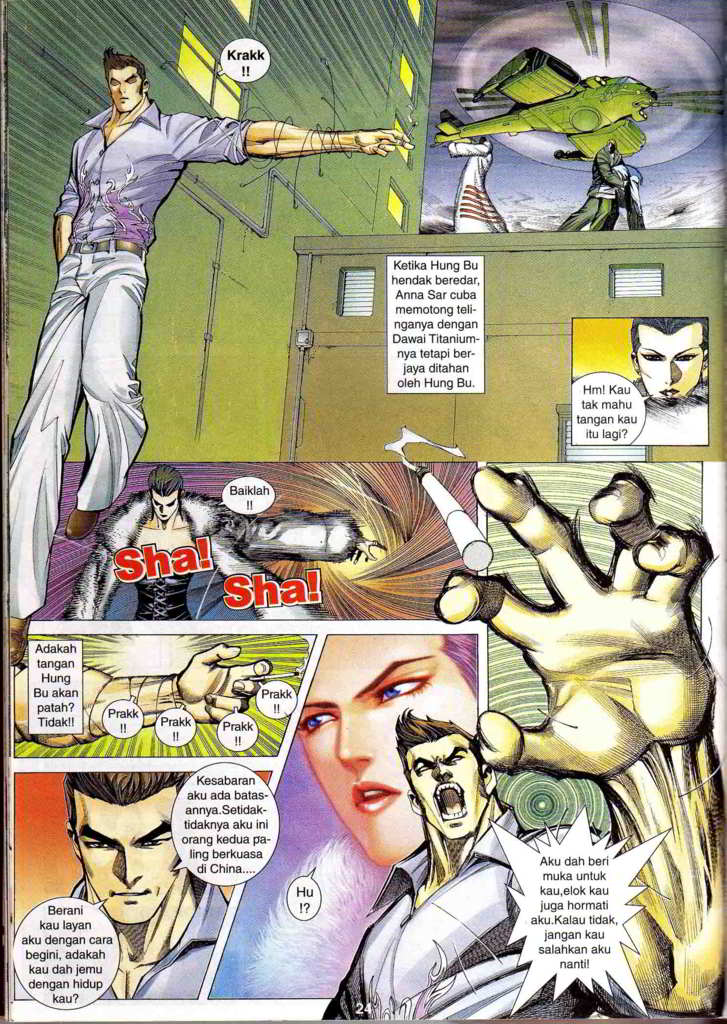 Krakk
!!
Ketika Hung Bu
hendak beredar,
Anna Sar cuba
memotong teli-
nganya dengan
Dawai Titanium-
nya tetapi ber-
jaya ditahan
oleh Hung Bu.
Hm! Kau
tak mahu
tangan kau
itu lagi?
Baiklah
!!
Sha!
Sha!
Adakah
tangan
Hung
Bu akan
patah?
Tidak!!
Prakk
!!
Prakk
!!
Prakk
!!
Prakk
!!
Kesabaran
aku ada batas-
annya.Setidak-
tidaknya aku ini
orang kedua pa-
ling berkuasa
di China....
Berani
kau layan
aku dengan cara
begini, adakah
kau dah jemu
dengan hidup
kau?
Hu
!?
Aku dah beri
muka untuk
kau,elok kau
juga hormati
aku.Kalau tidak,
jangan kau
salahkan aku
nanti!
24